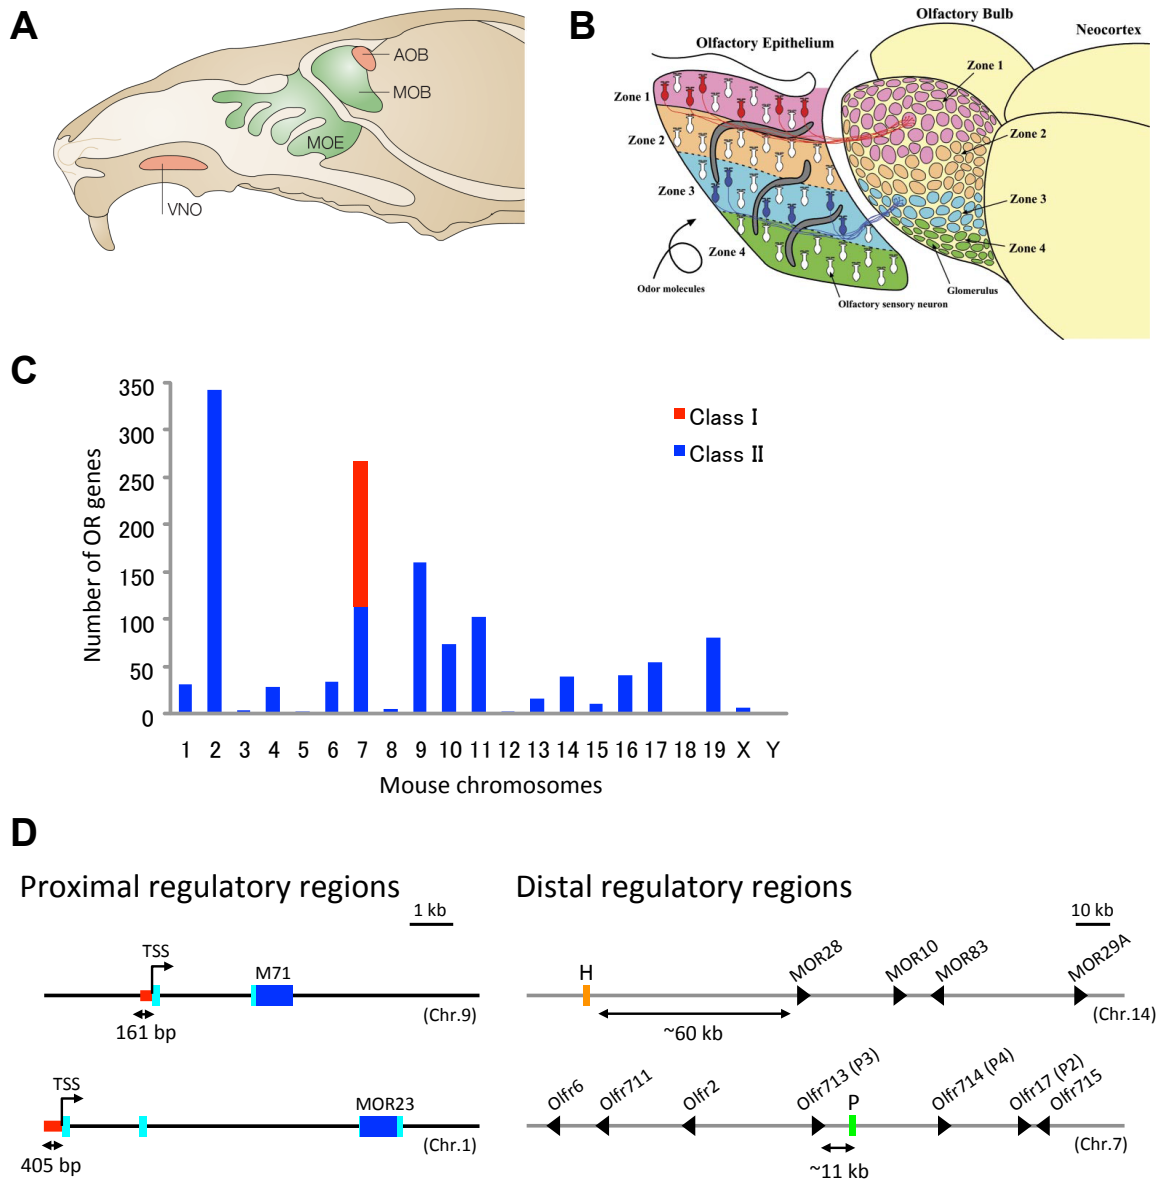 A
AOB
MOB
MOE
VNO
B
Olfactory Bulb
Neocortex
Olfactory Epithelium
Zone 1
Zone 1
Zone 2
Zone 2
Zone 3
Zone 3
Zone 4
Zone 4
Odor molecules
Glomerulus
Olfactory sensory neuron
C
Number of OR genes
350
300
250
200
150
100
50
0
Class I
Class II
1 2 3 4 5 6 7 8 9 10 11 12 13 14 15 16 17 18 19 X Y
Mouse chromosomes
D
Proximal regulatory regions
1 kb
TSS
M71
161 bp
(Chr.9)
TSS
MOR23
405 bp
(Chr.1)
Distal regulatory regions
10 kb
H
MOR28
MOR10
MOR83
MOR29A
~60 kb
(Chr.14)
Olfr6
Olfr711
Olfr2
Olfr713 (P3)
P
Olfr714 (P4)
Olfr17 (P2)
Olfr715
~11 kb
(Chr.7)